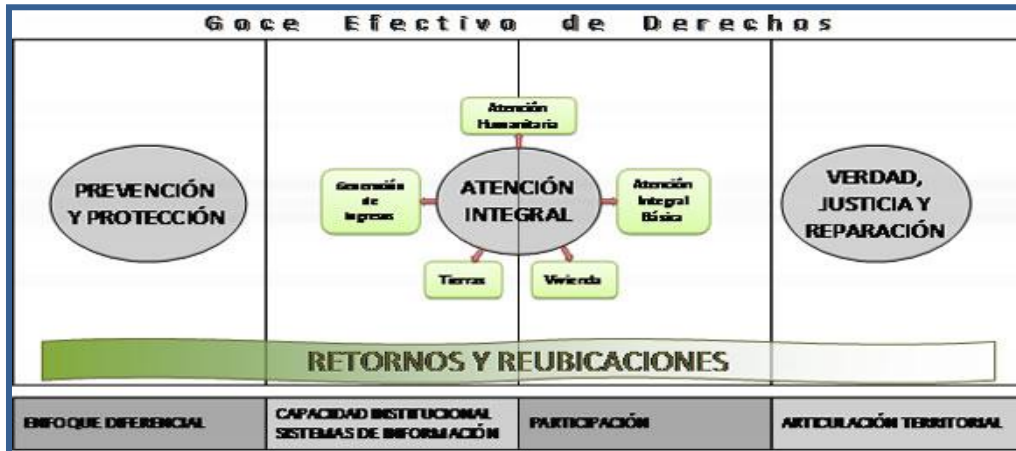 Goce Efectivo de Derechos
PREVENCIÓN
Y PROTECCIÓN
Atención
Humanitaria
Generación
de
Ingresos
ATENCIÓN
INTEGRAL
Atención
Integral
Básica
Tierras
Vivienda
VERDAD,
JUSTICIA Y
REPARACIÓN
RETORNOS Y REUBICACIONES
ENFOQUE DIFERENCIAL
CAPACIDAD INSTITUCIONAL
SISTEMAS DE INFORMACIÓN
PARTICIPACIÓN
ARTICULACIÓN TERRITORIAL